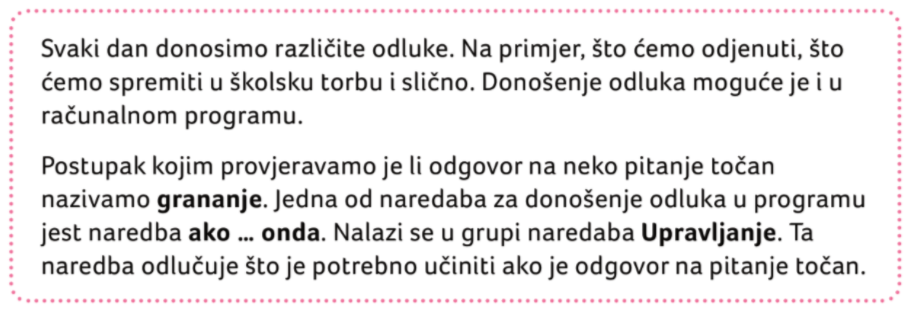 Svaki dan donosimo različite odluke. Na primjer, što ćemo odjenuti, što
ćemo spremiti u školsku torbu i slično. Donošenje odluka moguće je i u
računalnom programu.
Postupak kojim provjeravamo je li odgovor na neko pitanje točan
nazivamo grananje. Jedna od naredaba za donošenje odluka u programu
jest naredba ako ... onda. Nalazi se u grupi naredaba Upravljanje. Ta
naredba odlučuje što je potrebno učiniti ako je odgovor na pitanje točan.